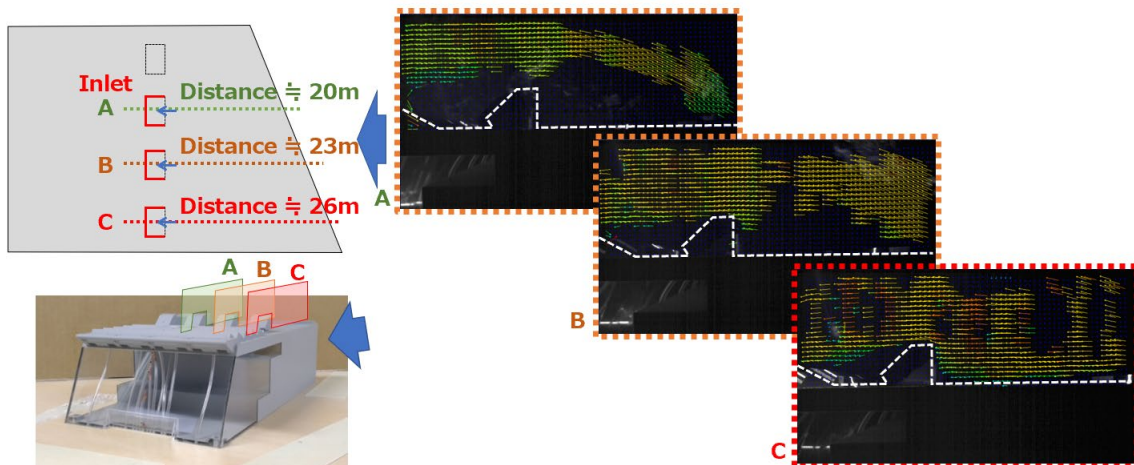 Inlet
A Distance ≒ 20m
B Distance ≒ 23m
C Distance ≒ 26m
A B C
A
B
C